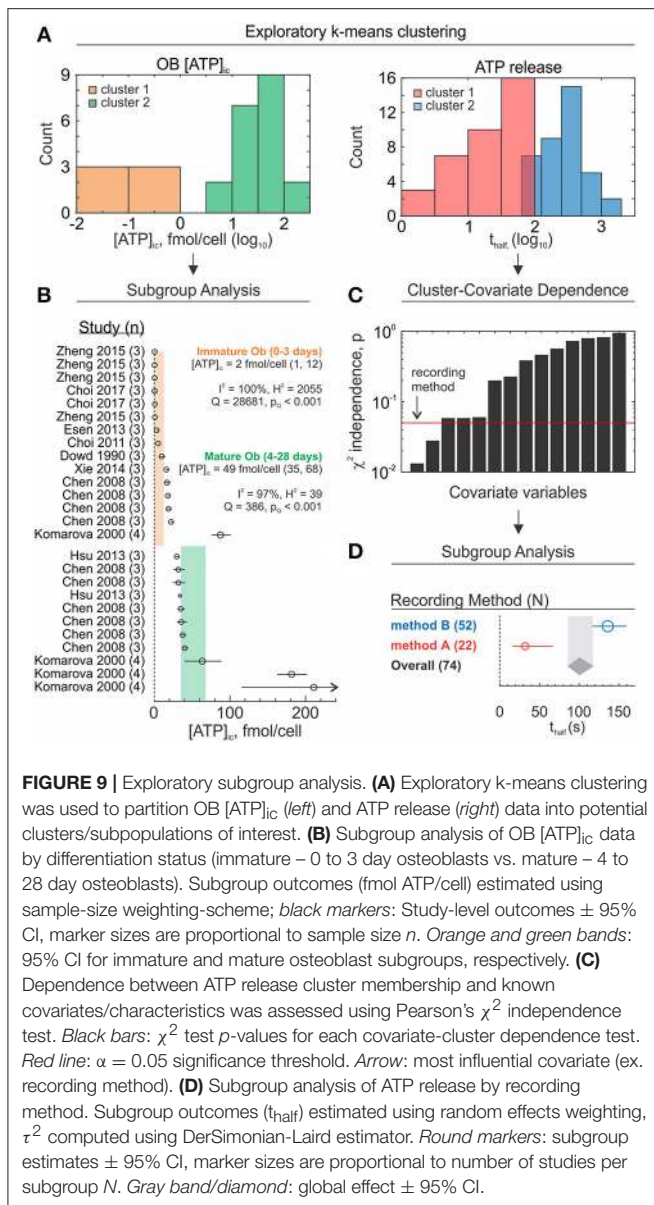 A
Exploratory k-means clustering
OB [ATP]ic
ATP release
cluster 1
cluster 2
cluster 1
cluster 2
Count
9
6
3
0
-2 -1 0 1 2
[ATP]ic, fmol/cell (log10)
Count
16
12
8
4
0
0 1 2 3
thalf, (log10)
B
Subgroup Analysis
Study (n)
Zheng 2015 (3)
Zheng 2015 (3)
Zheng 2015 (3)
Choi 2017 (3)
Choi 2017 (3)
Zheng 2015 (3)
Esen 2013 (3)
Choi 2011 (3)
Dowd 1990 (3)
Xie 2014 (3)
Chen 2008 (3)
Chen 2008 (3)
Chen 2008 (3)
Chen 2008 (3)
Komarova 2000 (4)
Immature Ob (0-3 days)
[ATP]ic = 2 fmol/cell (1, 12)
I² = 100%, H² = 2055
Q = 28681, pQ < 0.001
Mature Ob (4-28 days)
[ATP]ic = 49 fmol/cell (35, 68)
I² = 97%, H² = 39
Q = 386, pQ < 0.001
Hsu 2013 (3)
Chen 2008 (3)
Chen 2008 (3)
Hsu 2013 (3)
Chen 2008 (3)
Chen 2008 (3)
Chen 2008 (3)
Chen 2008 (3)
Komarova 2000 (4)
Komarova 2000 (4)
Komarova 2000 (4)
0 100 200
[ATP]ic, fmol/cell
C
Cluster-Covariate Dependence
χ² independence, p
10⁰
10⁻¹
10⁻²
recording
method
Covariate variables
D
Subgroup Analysis
Recording Method (N)
method B (52)
method A (22)
Overall (74)
0 50 100 150
thalf (s)
FIGURE 9 | Exploratory subgroup analysis. (A) Exploratory k-means clustering
was used to partition OB [ATP]ic (left) and ATP release (right) data into potential
clusters/subpopulations of interest. (B) Subgroup analysis of OB [ATP]ic data
by differentiation status (immature – 0 to 3 day osteoblasts vs. mature – 4 to
28 day osteoblasts). Subgroup outcomes (fmol ATP/cell) estimated using
sample-size weighting-scheme; black markers: Study-level outcomes ± 95%
CI, marker sizes are proportional to sample size n. Orange and green bands:
95% CI for immature and mature osteoblast subgroups, respectively. (C)
Dependence between ATP release cluster membership and known
covariates/characteristics was assessed using Pearson's χ² independence
test. Black bars: χ² test p-values for each covariate-cluster dependence test.
Red line: α = 0.05 significance threshold. Arrow: most influential covariate (ex.
recording method). (D) Subgroup analysis of ATP release by recording
method. Subgroup outcomes (thalf) estimated using random effects weighting,
τ² computed using DerSimonian-Laird estimator. Round markers: subgroup
estimates ± 95% CI, marker sizes are proportional to number of studies per
subgroup N. Gray band/diamond: global effect ± 95% CI.